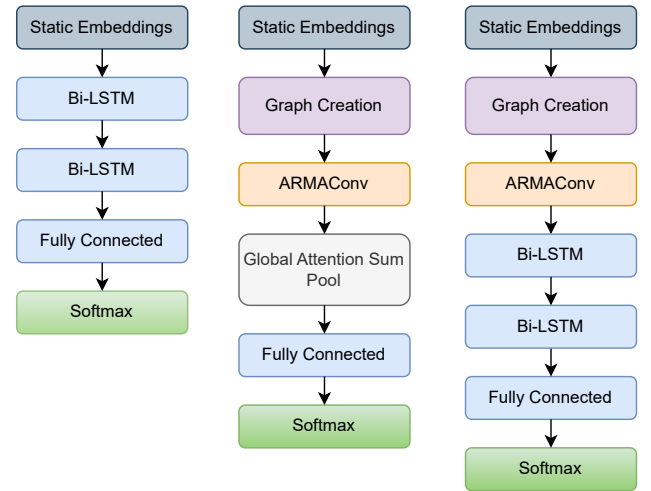 Static Embeddings
Bi-LSTM
Bi-LSTM
Fully Connected
Softmax
Static Embeddings
Graph Creation
ARMAConv
Global Attention Sum
Pool
Fully Connected
Softmax
Static Embeddings
Graph Creation
ARMAConv
Bi-LSTM
Bi-LSTM
Fully Connected
Softmax